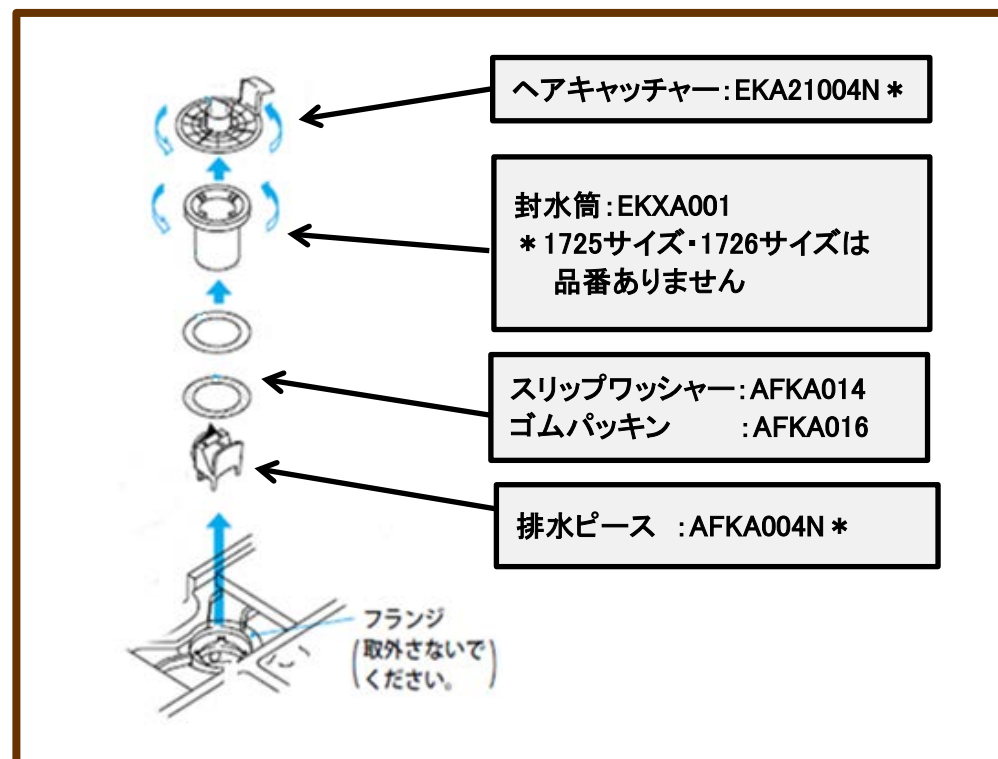 ヘアキャッチャー:EKA21004N*
封水筒:EKXA001
*1725サイズ・1726サイズは
品番ありません
スリップワッシャー:AFKA014
ゴムパッキン :AFKA016
排水ピース :AFKA004N*
フランジ
(取外さないで
ください。)